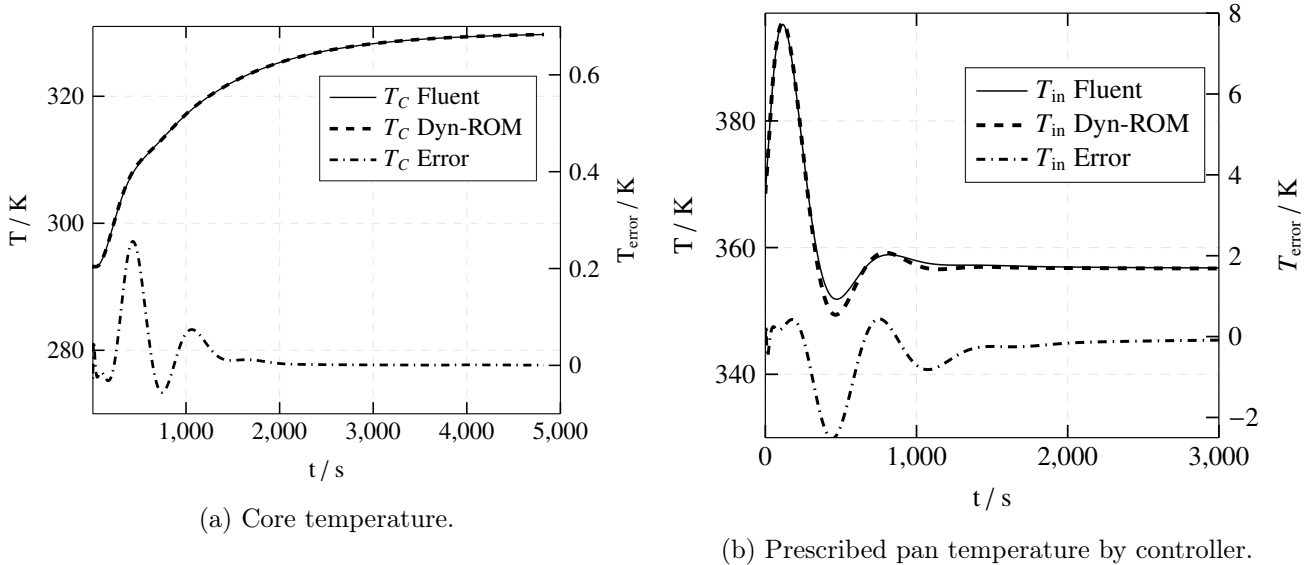 320
300
280
T / K
0.6
0.4
0.2
0
T_error / K
T_C Fluent
T_C Dyn-ROM
T_C Error
1,000 2,000 3,000 4,000 5,000
t / s
(a) Core temperature.
380
360
340
T / K
8
6
4
2
0
−2
T_error / K
T_in Fluent
T_in Dyn-ROM
T_in Error
0 1,000 2,000 3,000
t / s
(b) Prescribed pan temperature by controller.